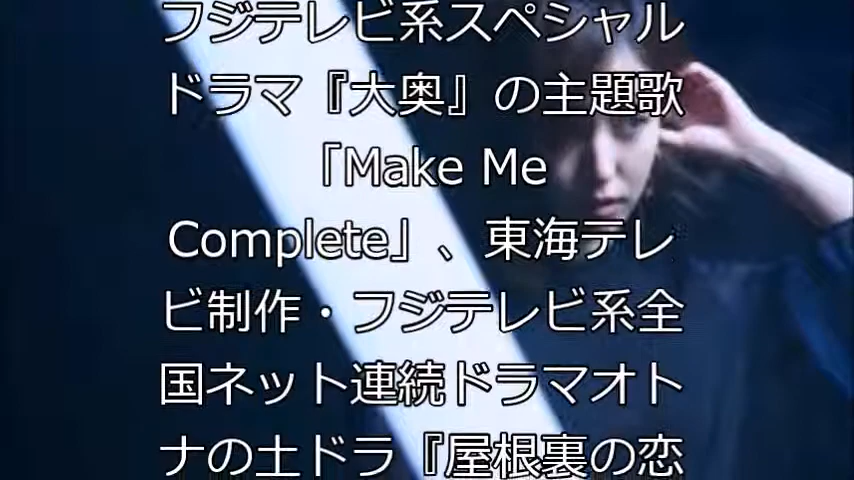 フジテレビ系スペシャル
ドラマ『大奥』の主題歌
「Make Me
Complete」、東海テレ
ビ制作・フジテレビ系全
国ネット連続ドラマオト
ナの土ドラ『屋根裏の恋